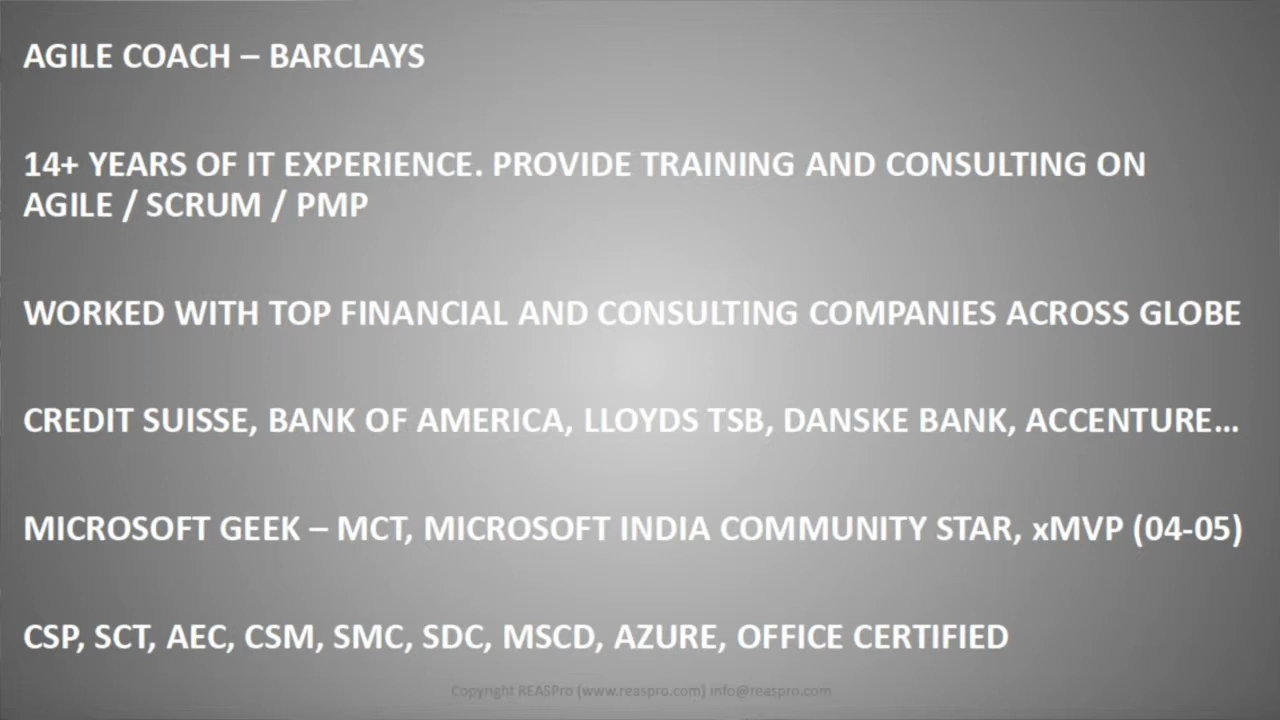 AGILE COACH – BARCLAYS
14+ YEARS OF IT EXPERIENCE. PROVIDE TRAINING AND CONSULTING ON
AGILE / SCRUM / PMP
WORKED WITH TOP FINANCIAL AND CONSULTING COMPANIES ACROSS GLOBE
CREDIT SUISSE, BANK OF AMERICA, LLOYDS TSB, DANSKE BANK, ACCENTURE...
MICROSOFT GEEK – MCT, MICROSOFT INDIA COMMUNITY STAR, xMVP (04-05)
CSP, SCT, AEC, CSM, SMC, SDC, MSCD, AZURE, OFFICE CERTIFIED
Copyright REASPro (www.reaspro.com) info@reaspro.com